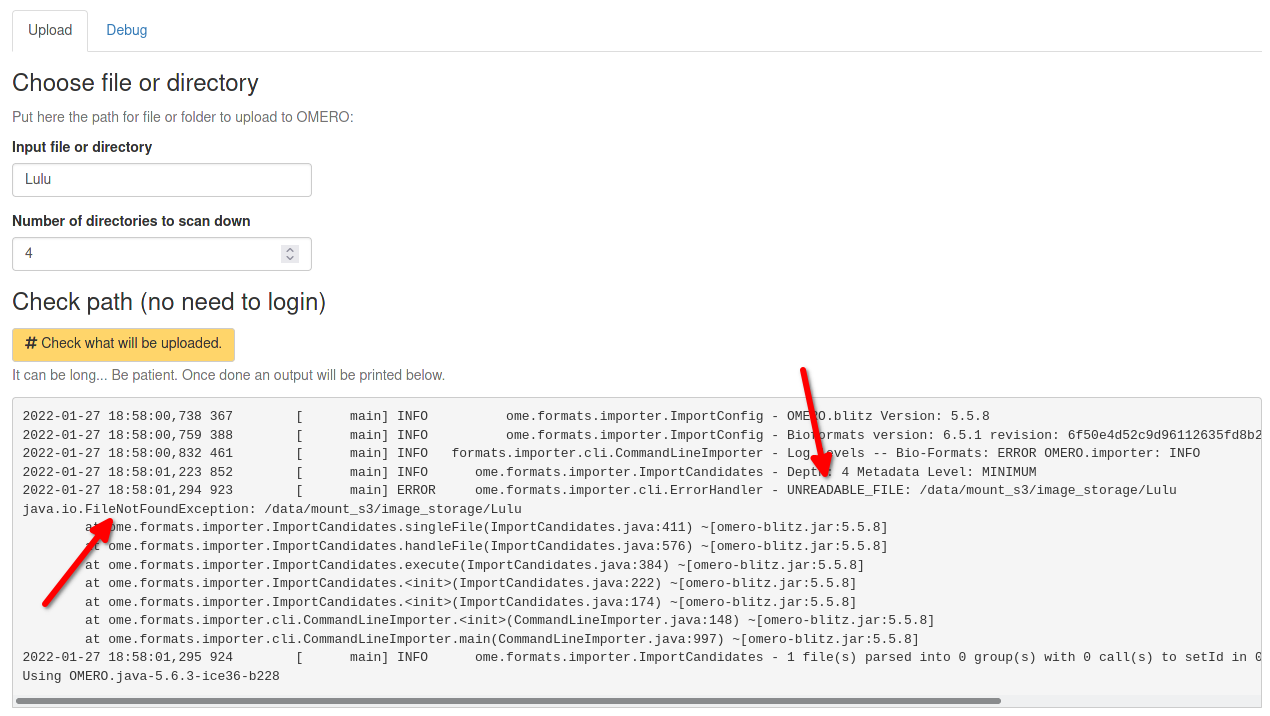 Upload Debug
Choose file or directory
Put here the path for file or folder to upload to OMERO:
Input file or directory
Lulu
Number of directories to scan down
4
Check path (no need to login)
# Check what will be uploaded.
It can be long... Be patient. Once done an output will be printed below.
2022-01-27 18:58:00,738 367        [      main] INFO          ome.formats.importer.ImportConfig - OMERO.blitz Version: 5.5.8
2022-01-27 18:58:00,759 388        [      main] INFO          ome.formats.importer.ImportConfig - Bioformats version: 6.5.1 revision: 6f50e4d52c9d96112635fd8b2
2022-01-27 18:58:00,832 461        [      main] INFO   formats.importer.cli.CommandLineImporter - Log levels -- Bio-Formats: ERROR OMERO.importer: INFO
2022-01-27 18:58:01,223 852        [      main] INFO      ome.formats.importer.ImportCandidates - Depth: 4 Metadata Level: MINIMUM
2022-01-27 18:58:01,294 923        [      main] ERROR     ome.formats.importer.cli.ErrorHandler - UNREADABLE_FILE: /data/mount_s3/image_storage/Lulu
java.io.FileNotFoundException: /data/mount_s3/image_storage/Lulu
        at ome.formats.importer.ImportCandidates.singleFile(ImportCandidates.java:411) ~[omero-blitz.jar:5.5.8]
        at ome.formats.importer.ImportCandidates.handleFile(ImportCandidates.java:576) ~[omero-blitz.jar:5.5.8]
        at ome.formats.importer.ImportCandidates.execute(ImportCandidates.java:384) ~[omero-blitz.jar:5.5.8]
        at ome.formats.importer.ImportCandidates.<init>(ImportCandidates.java:222) ~[omero-blitz.jar:5.5.8]
        at ome.formats.importer.ImportCandidates.<init>(ImportCandidates.java:174) ~[omero-blitz.jar:5.5.8]
        at ome.formats.importer.cli.CommandLineImporter.<init>(CommandLineImporter.java:148) ~[omero-blitz.jar:5.5.8]
        at ome.formats.importer.cli.CommandLineImporter.main(CommandLineImporter.java:997) ~[omero-blitz.jar:5.5.8]
2022-01-27 18:58:01,295 924        [      main] INFO      ome.formats.importer.ImportCandidates - 1 file(s) parsed into 0 group(s) with 0 call(s) to setId in 0
Using OMERO.java-5.6.3-ice36-b228